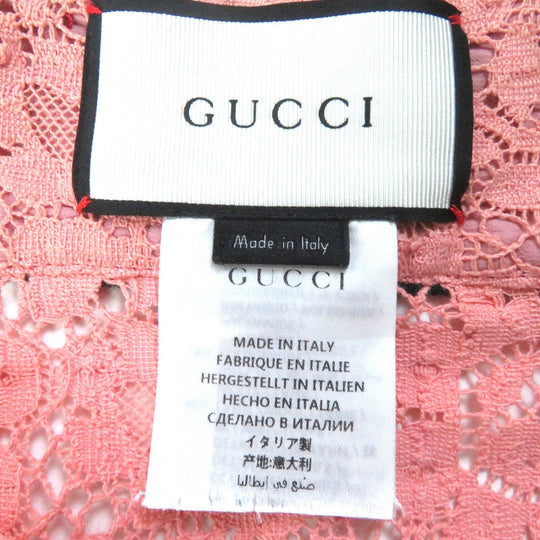 GUCCI
Made in Italy
GUCCI
MADE IN ITALY
FABRIQUE EN ITALIE
HERGESTELLT IN ITALIEN
HECHO EN ITALIA
СДЕЛАНО В ИТАЛИИ
イタリア製
产地:意大利
صنع في إيطاليا